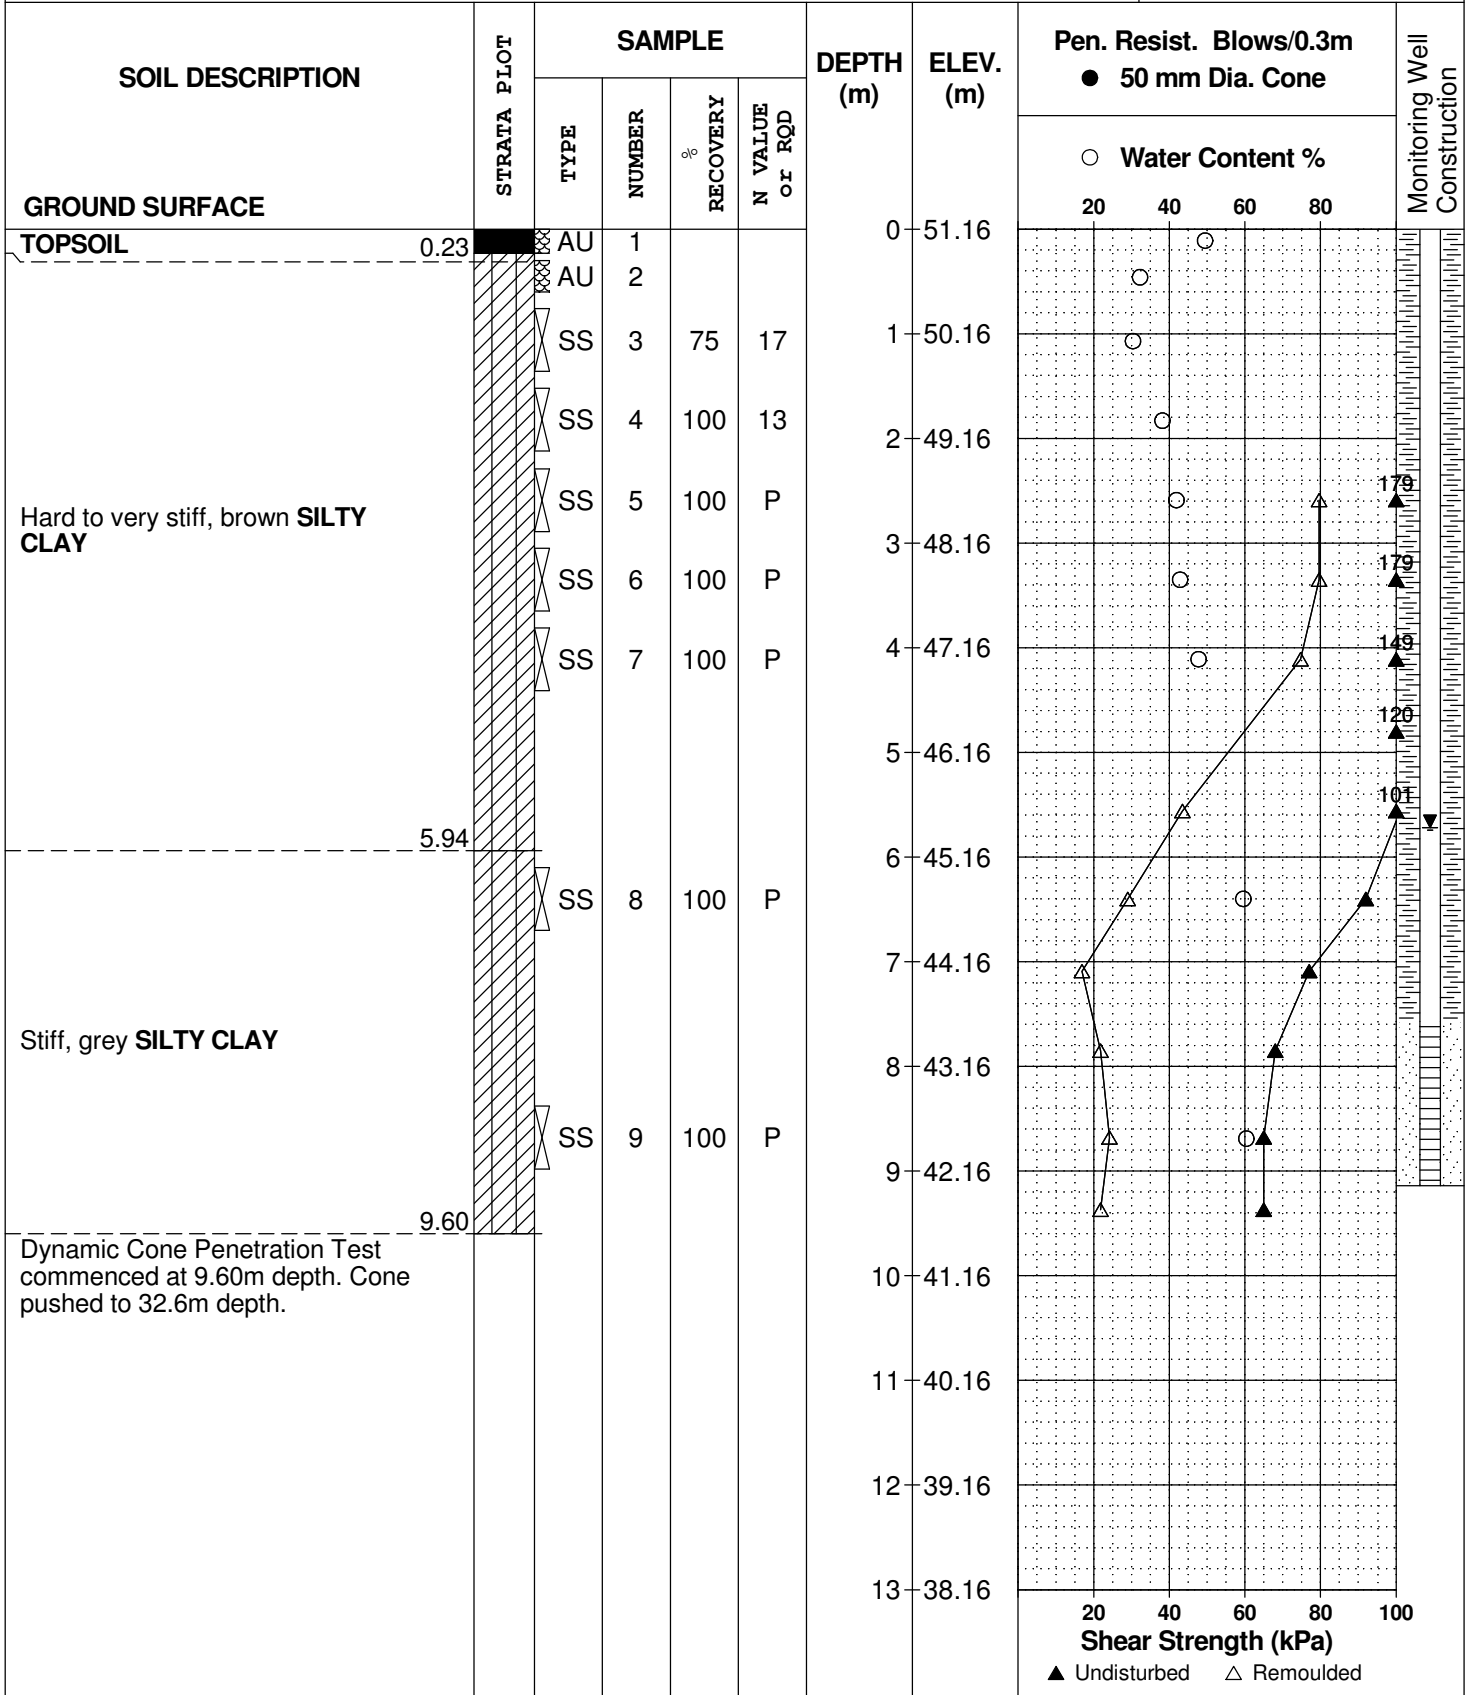 SOIL DESCRIPTION
GROUND SURFACE
STRATA PLOT
SAMPLE
TYPE
NUMBER
% RECOVERY
N VALUE
or RQD
DEPTH
(m)
ELEV.
(m)
Pen. Resist. Blows/0.3m
● 50 mm Dia. Cone
○ Water Content %
20 40 60 80
Monitoring Well
Construction
TOPSOIL 0.23
AU 1
AU 2
SS 3 75 17
SS 4 100 13
SS 5 100 P
SS 6 100 P
SS 7 100 P
Hard to very stiff, brown SILTY
CLAY
5.94
SS 8 100 P
Stiff, grey SILTY CLAY
SS 9 100 P
9.60
Dynamic Cone Penetration Test
commenced at 9.60m depth. Cone
pushed to 32.6m depth.
0 51.16
1 50.16
2 49.16
3 48.16
4 47.16
5 46.16
6 45.16
7 44.16
8 43.16
9 42.16
10 41.16
11 40.16
12 39.16
13 38.16
179
179
149
120
101
20 40 60 80 100
Shear Strength (kPa)
▲ Undisturbed △ Remoulded